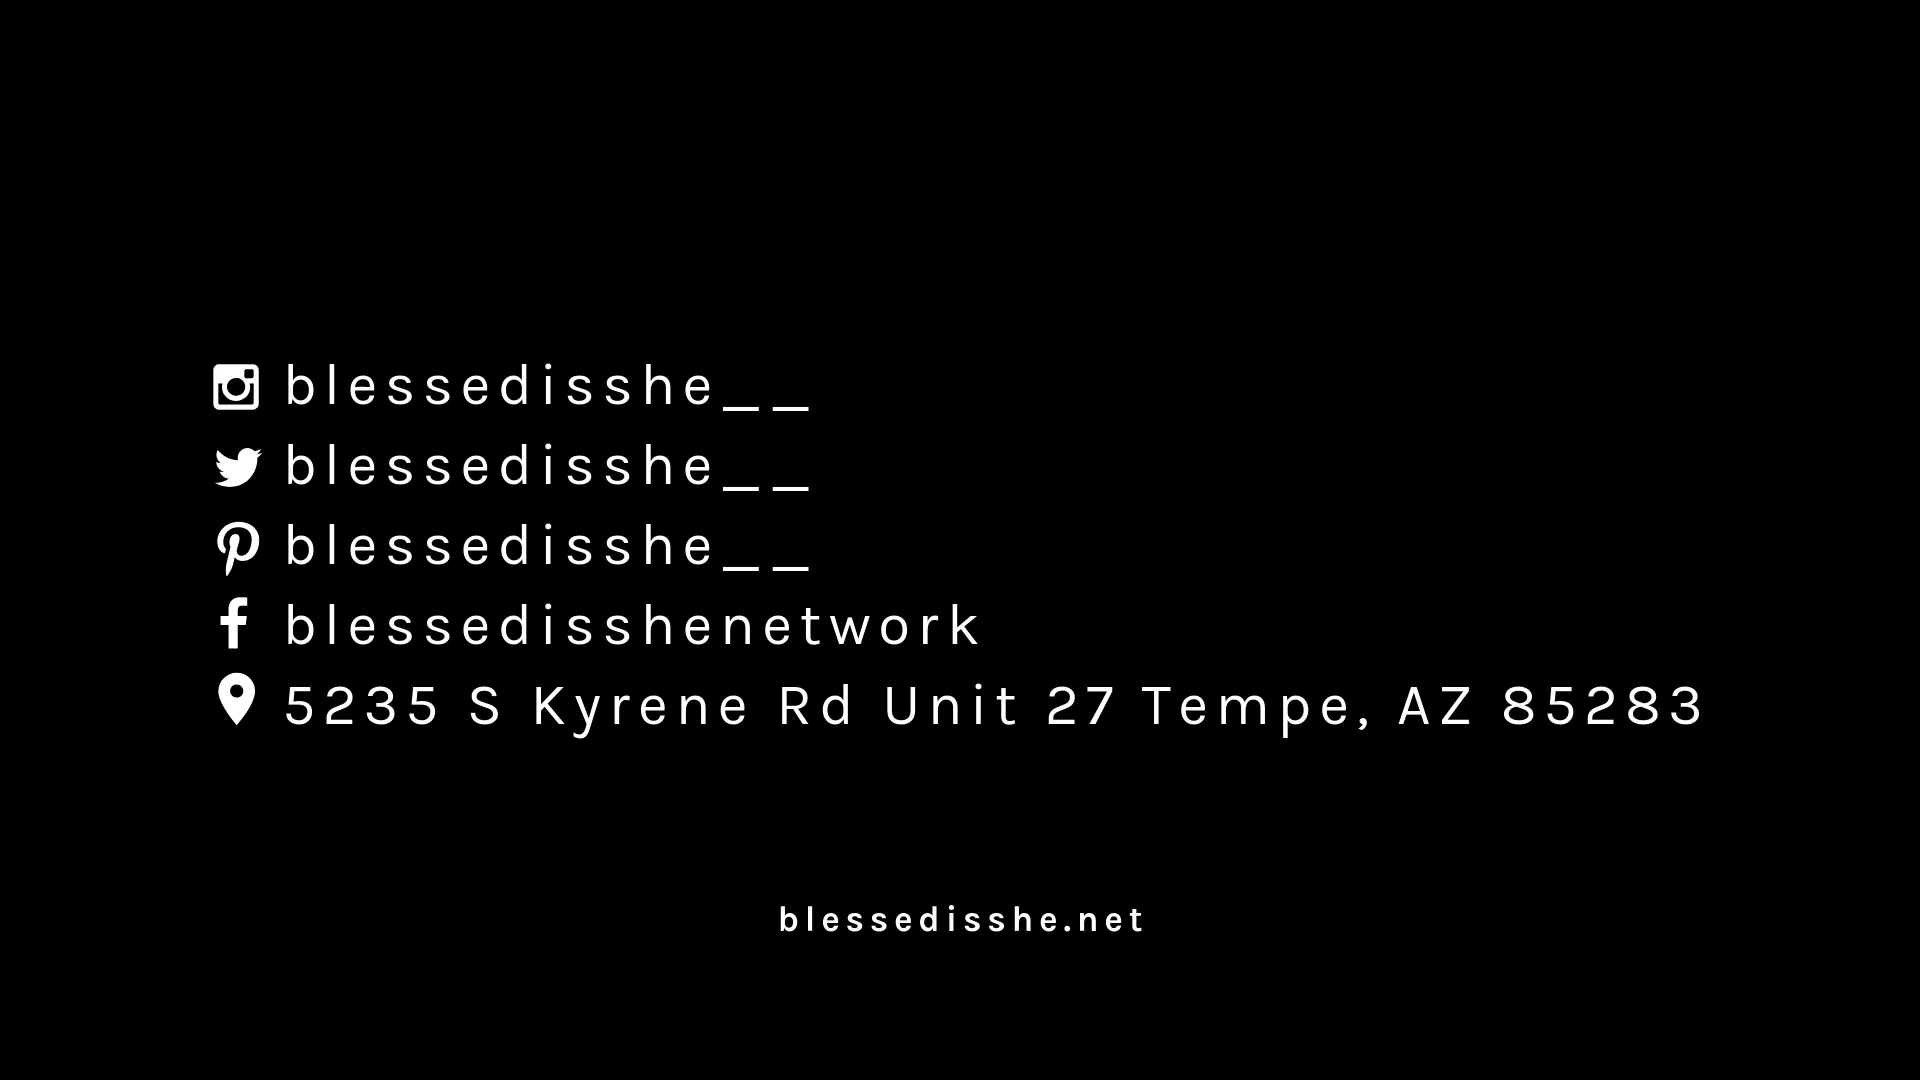 blessedisshe__
blessedisshe__
blessedisshe__
blessedisshenetwork
5235 S Kyrene Rd Unit 27 Tempe, AZ 85283
blessedisshe.net